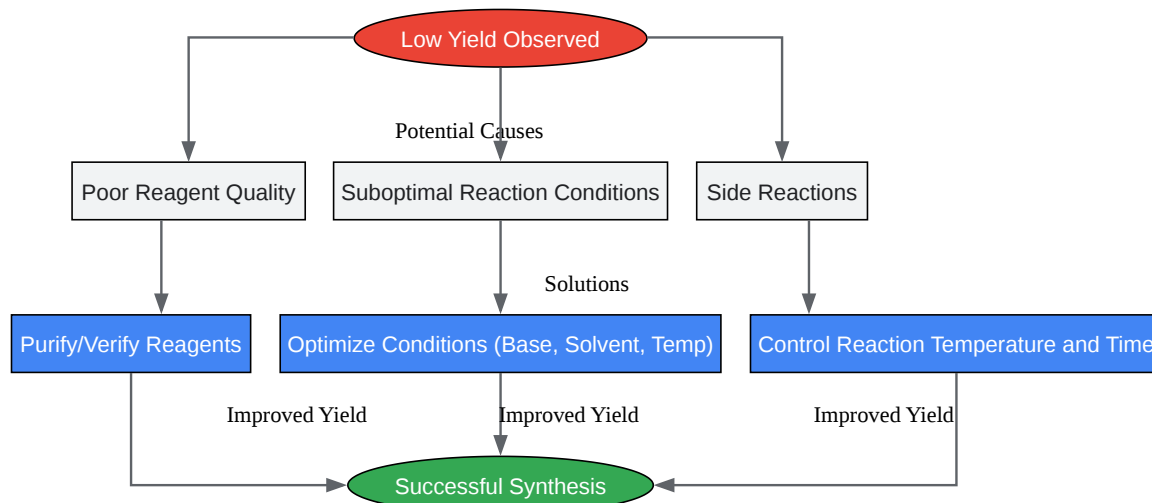 Low Yield Observed
Potential Causes
Poor Reagent Quality
Suboptimal Reaction Conditions
Side Reactions
Solutions
Purify/Verify Reagents
Optimize Conditions (Base, Solvent, Temp)
Control Reaction Temperature and Time
Improved Yield
Improved Yield
Improved Yield
Successful Synthesis